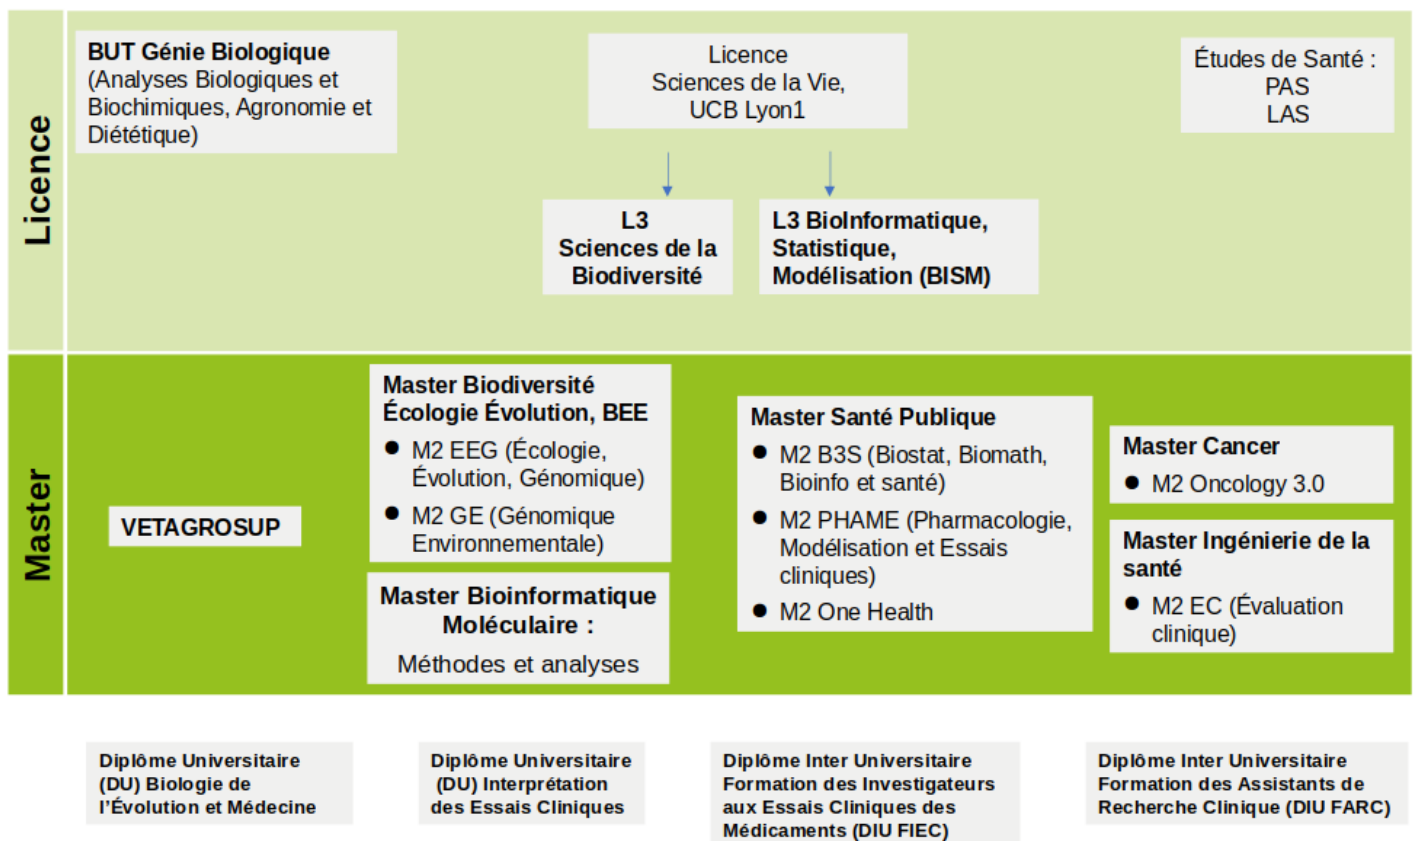 Licence
BUT Génie Biologique
(Analyses Biologiques et
Biochimiques, Agronomie et
Diététique)
Licence
Sciences de la Vie,
UCB Lyon1
Études de Santé :
PAS
LAS
L3
Sciences de la
Biodiversité
L3 BioInformatique,
Statistique,
Modélisation (BISM)
Master
VETAGROSUP
Master Biodiversité
Écologie Évolution, BEE
● M2 EEG (Écologie,
Évolution, Génomique)
● M2 GE (Génomique
Environnementale)
Master Bioinformatique
Moléculaire :
Méthodes et analyses
Master Santé Publique
● M2 B3S (Biostat, Biomath,
Bioinfo et santé)
● M2 PHAME (Pharmacologie,
Modélisation et Essais
cliniques)
● M2 One Health
Master Cancer
● M2 Oncology 3.0
Master Ingénierie de la
santé
● M2 EC (Évaluation
clinique)
Diplôme Universitaire
(DU) Biologie de
l'Évolution et Médecine
Diplôme Universitaire
(DU) Interprétation
des Essais Cliniques
Diplôme Inter Universitaire
Formation des Investigateurs
aux Essais Cliniques des
Médicaments (DIU FIEC)
Diplôme Inter Universitaire
Formation des Assistants de
Recherche Clinique (DIU FARC)